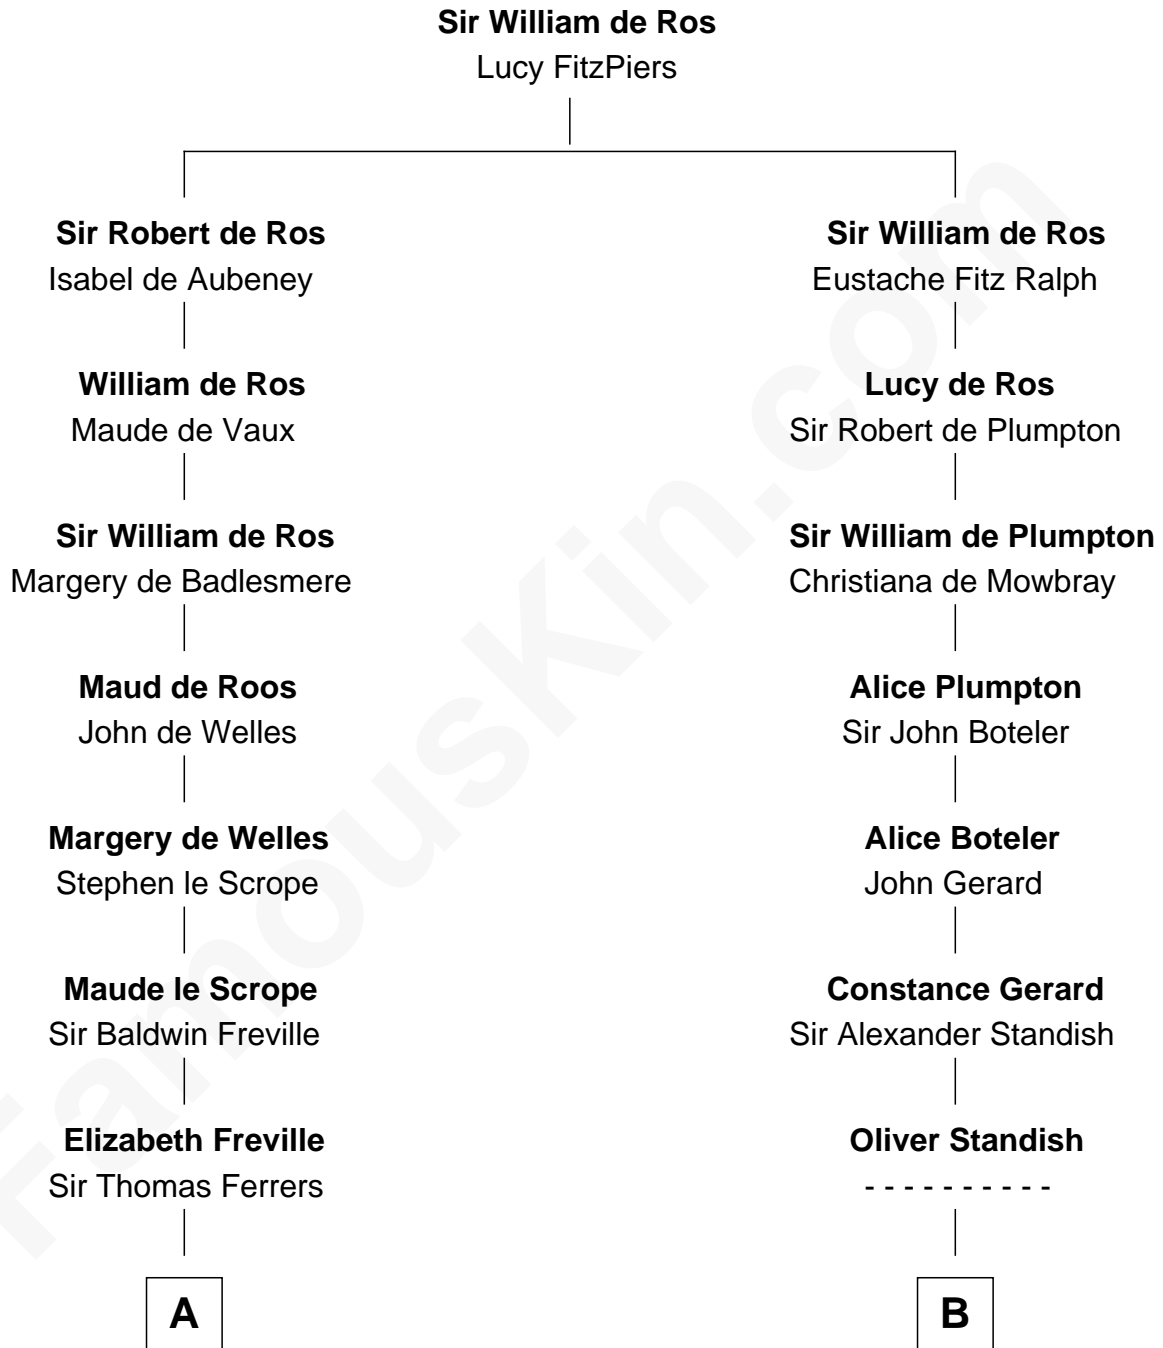 Sir William de Ros
Lucy FitzPiers
Sir Robert de Ros
Isabel de Aubeney
Sir William de Ros
Eustache Fitz Ralph
William de Ros
Maude de Vaux
Lucy de Ros
Sir Robert de Plumpton
Sir William de Ros
Margery de Badlesmere
Sir William de Plumpton
Christiana de Mowbray
Maud de Roos
John de Welles
Alice Plumpton
Sir John Boteler
Margery de Welles
Stephen le Scrope
Alice Boteler
John Gerard
Maude le Scrope
Sir Baldwin Freville
Constance Gerard
Sir Alexander Standish
Elizabeth Freville
Sir Thomas Ferrers
Oliver Standish
- - - - - - - - - -
A
B
FamousKin.com